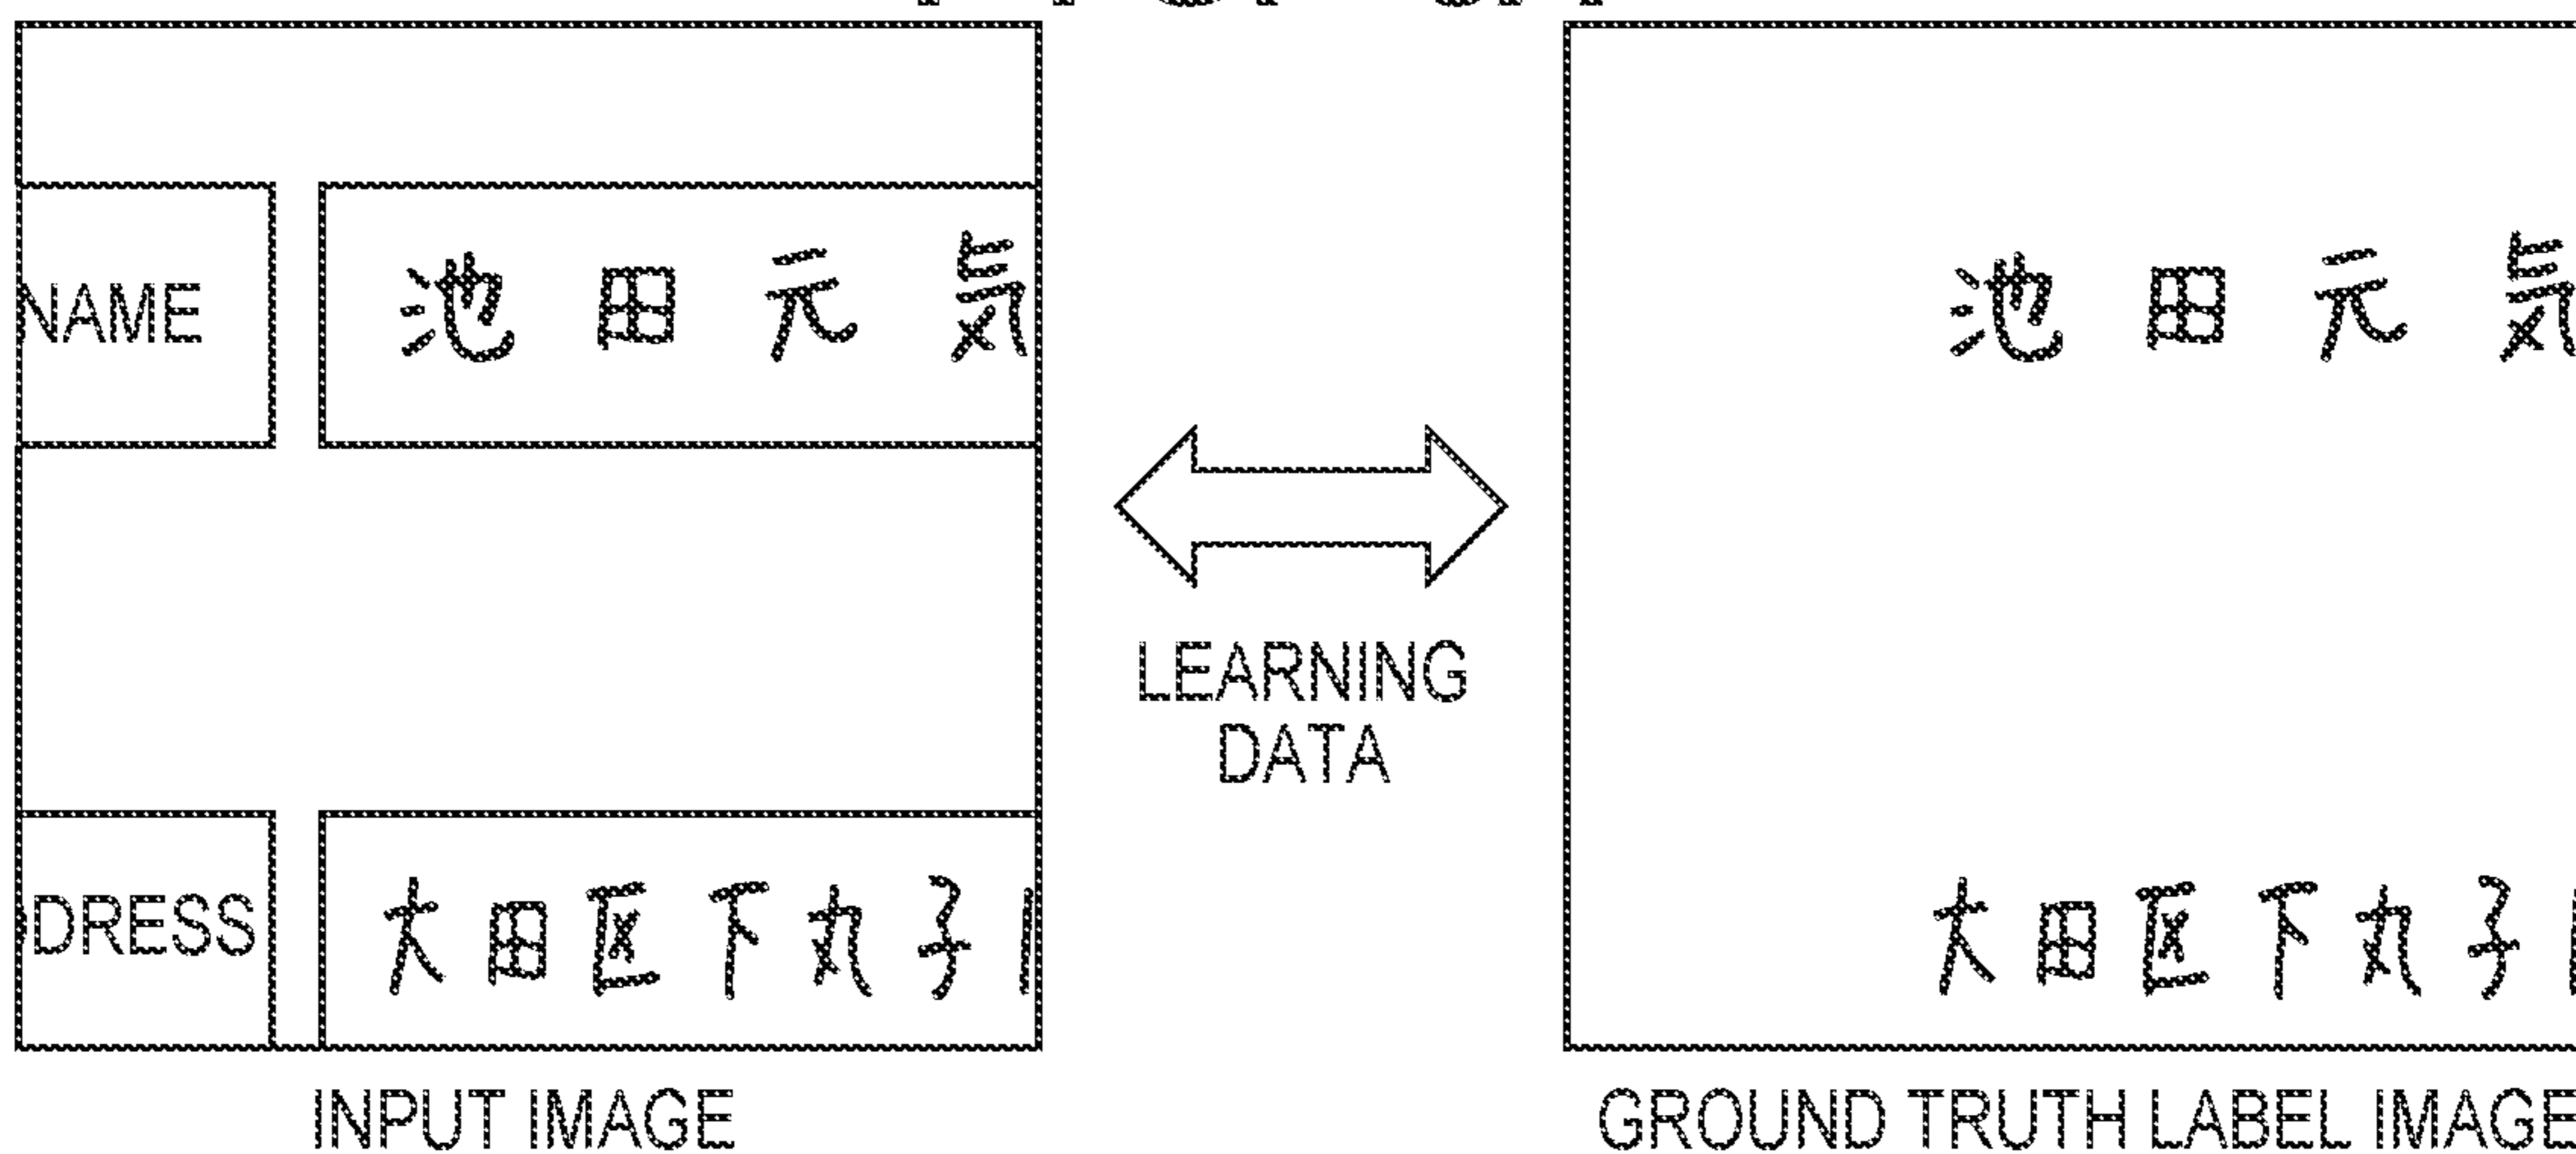 NAME
池田元気
池田元気
LEARNING
DATA
DRESS
大田区下丸子
大田区下丸子
INPUT IMAGE
GROUND TRUTH LABEL IMAGE